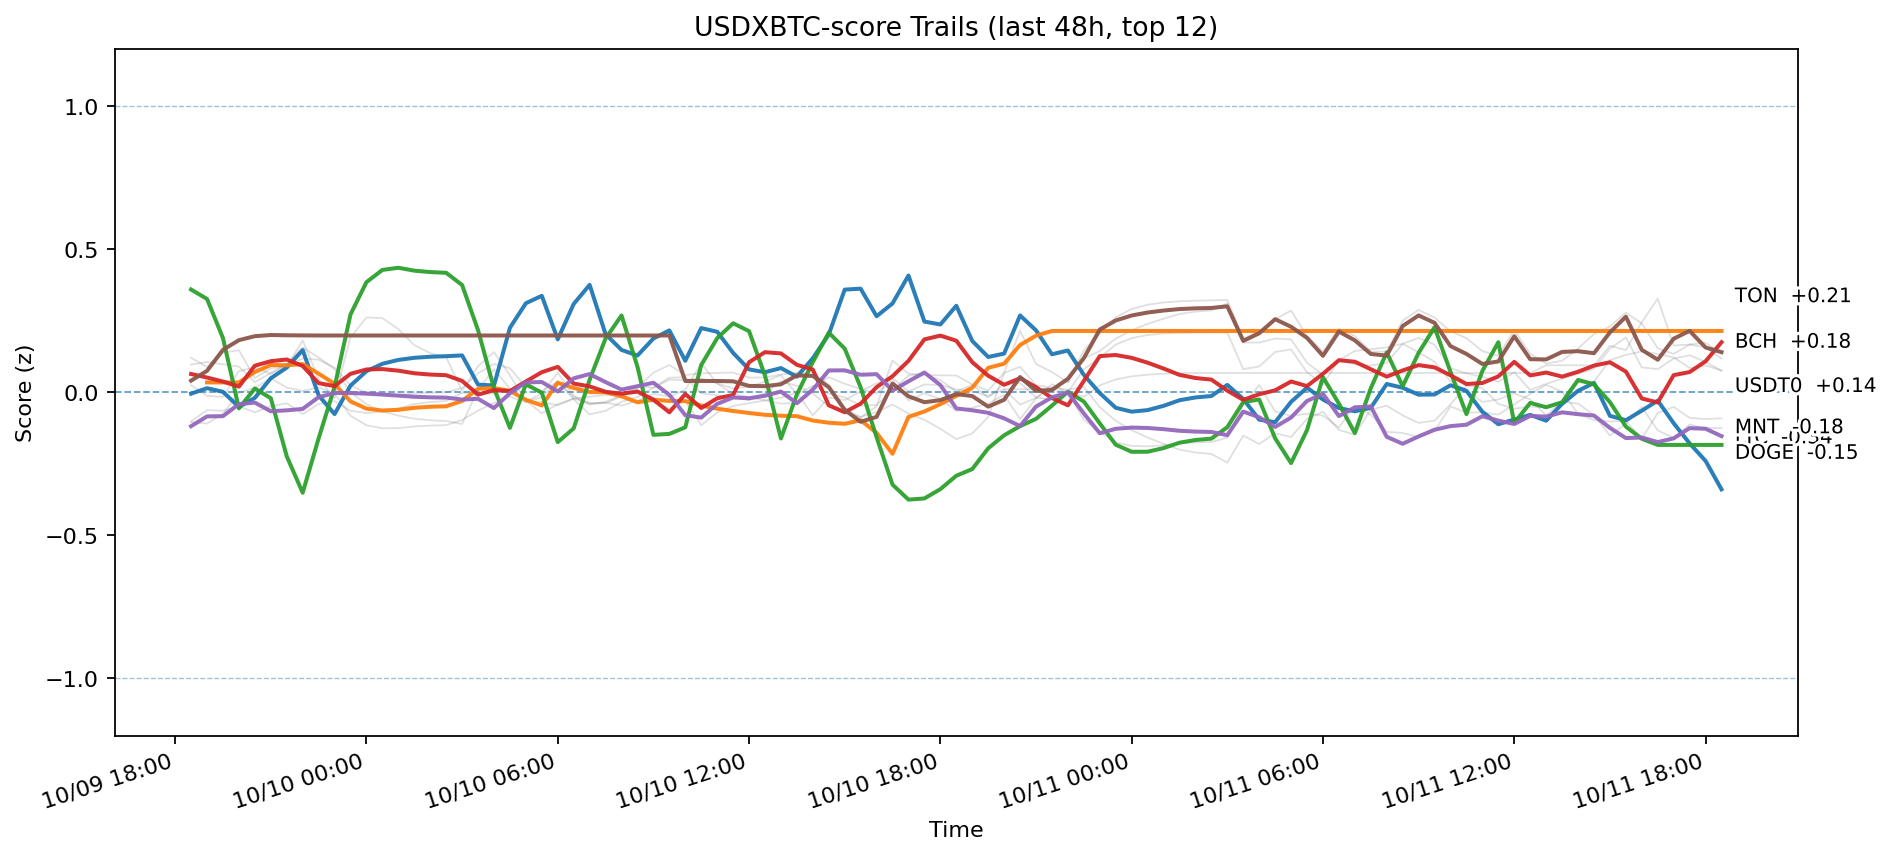 USDXBTC-score Trails (last 48h, top 12)
Score (z)
1.0
0.5
0.0
−0.5
−1.0
TON +0.21
BCH +0.18
USDT0 +0.14
MNT -0.18
-0.34
DOGE -0.15
10/09 18:00
10/10 00:00
10/10 06:00
10/10 12:00
10/10 18:00
10/11 00:00
10/11 06:00
10/11 12:00
10/11 18:00
Time